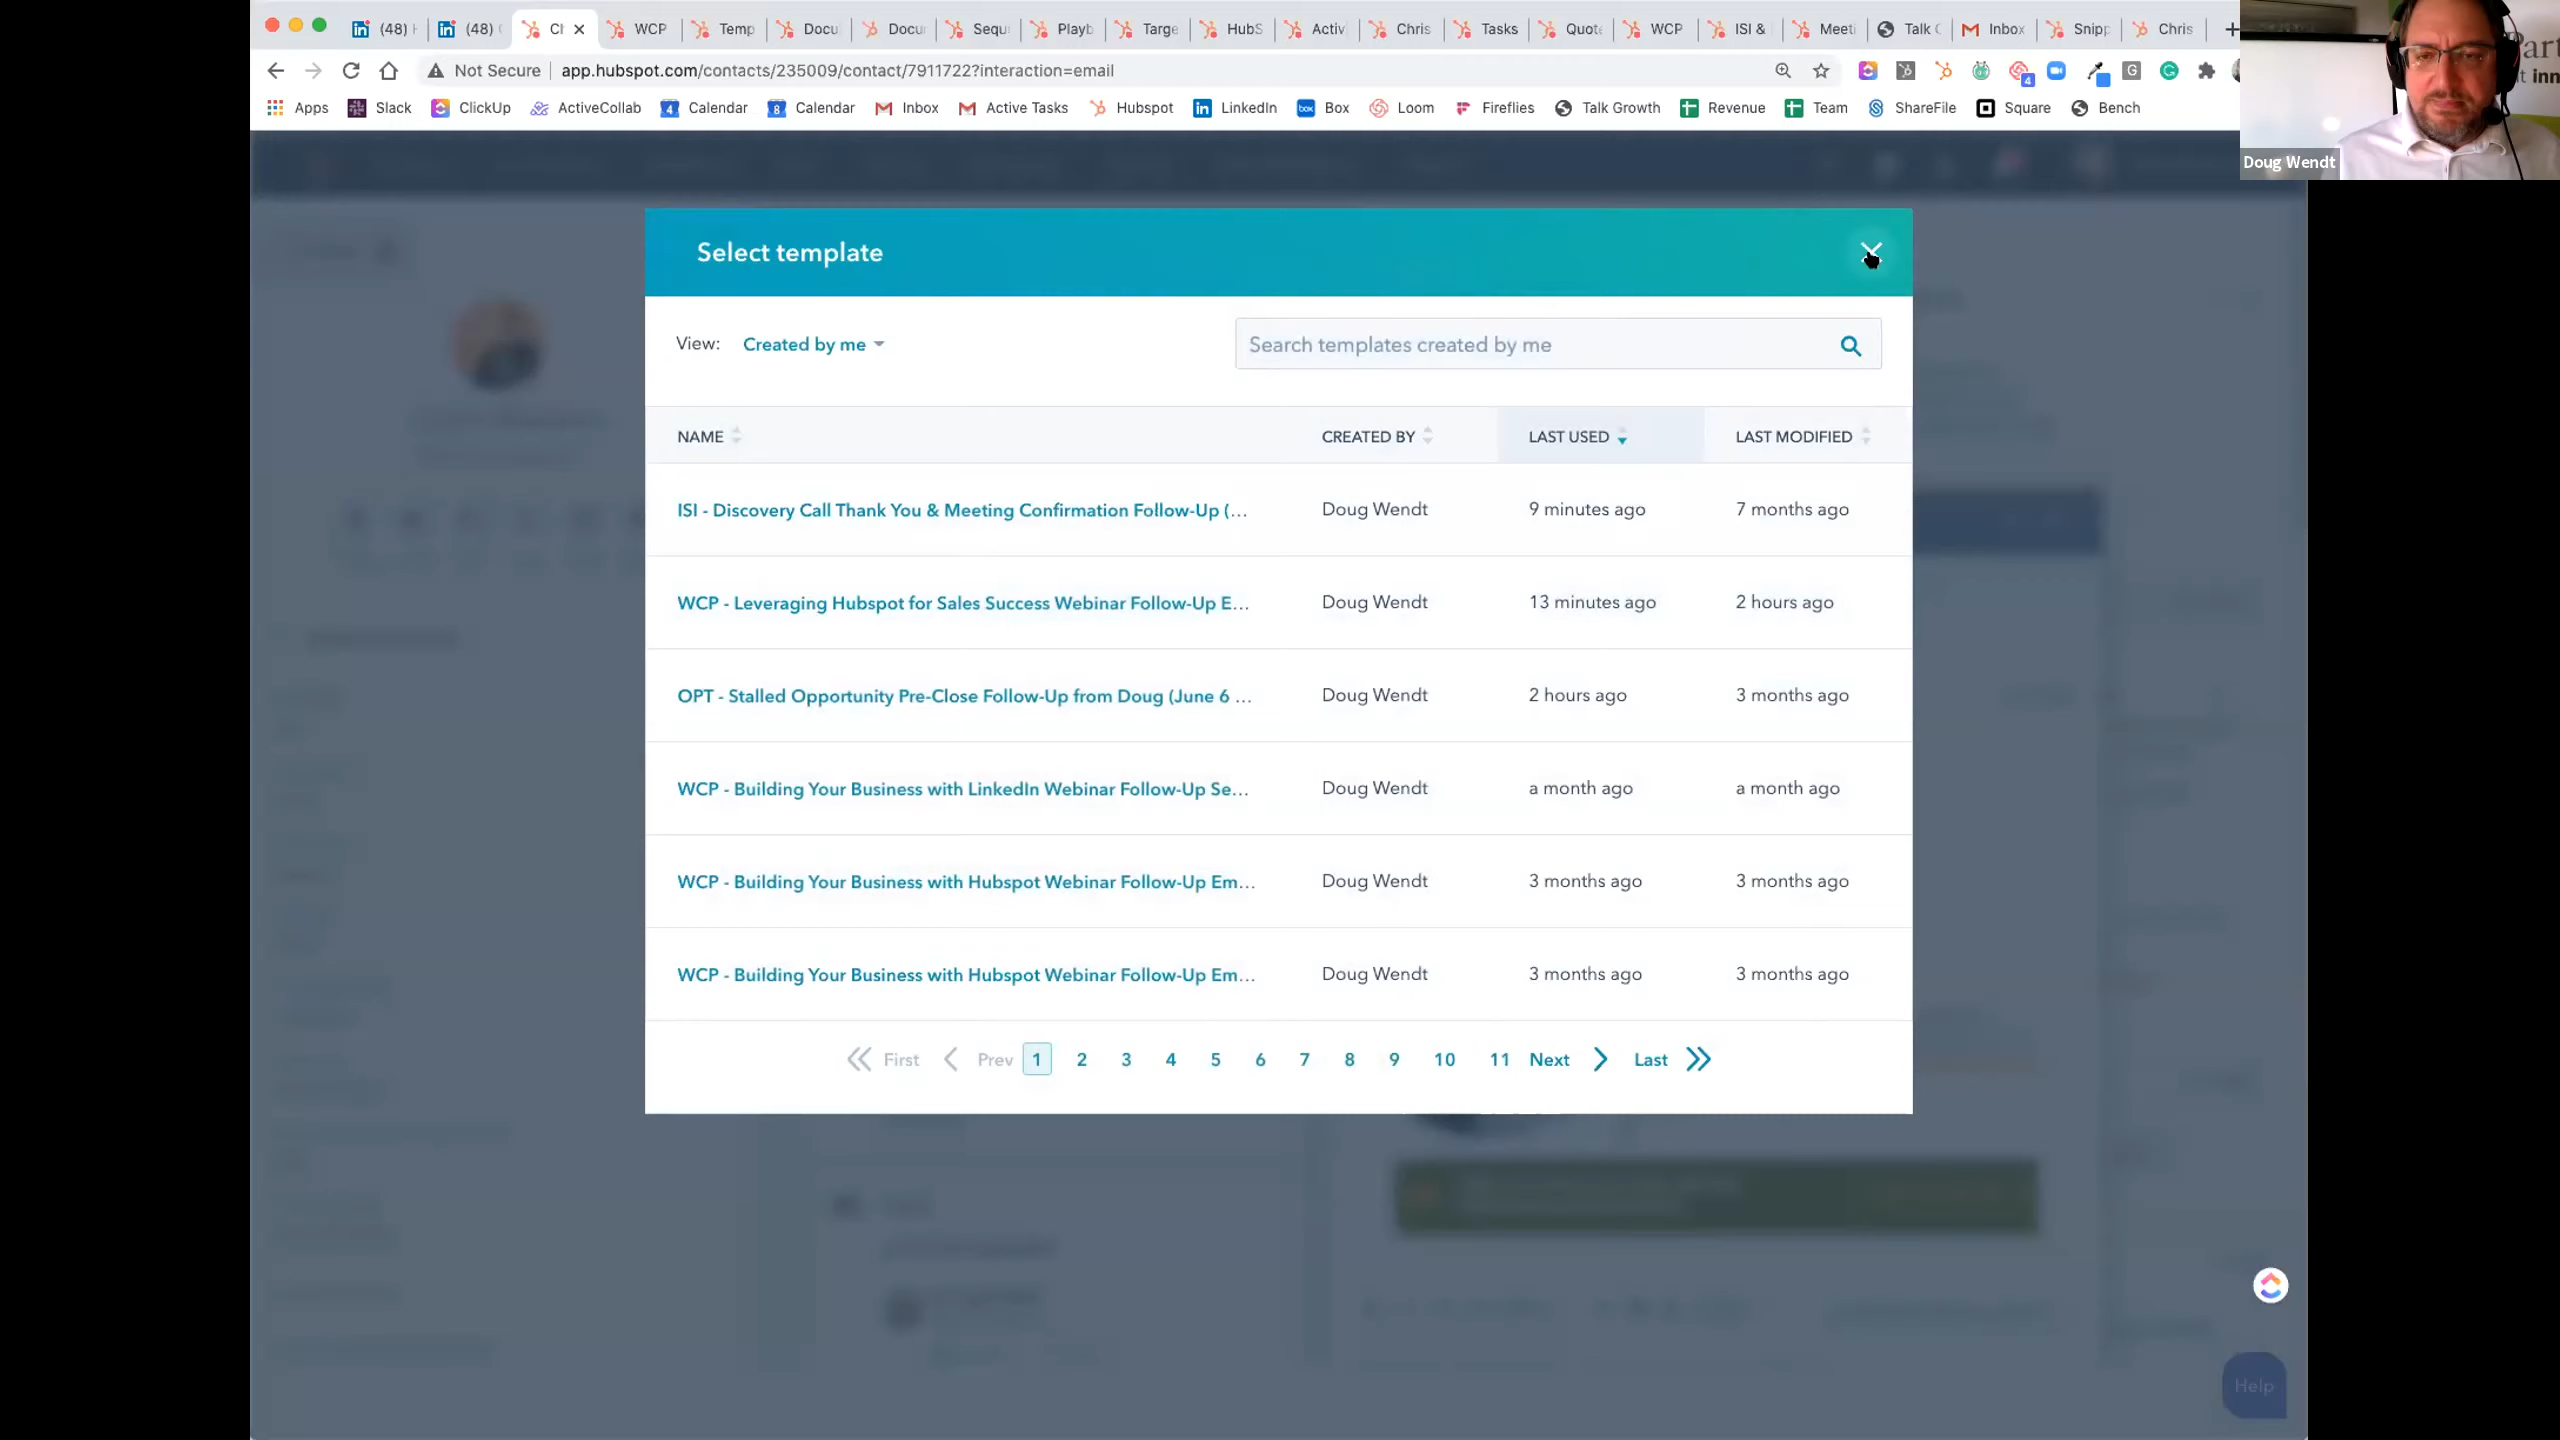 (48) (48) Cl WCP Temp Docu Docur Sequ Playb Targe HubS Activ Chris Tasks Quote WCP ISI & Meeti Talk Inbox Snipp Chris
Not Secure app.hubspot.com/contacts/235009/contact/7911722?interaction=email
Apps Slack ClickUp ActiveCollab Calendar Calendar Inbox Active Tasks Hubspot LinkedIn Box Loom Fireflies Talk Growth Revenue Team ShareFile Square Bench
Part
t inn
Doug Wendt
Select template
View: Created by me Search templates created by me
NAME CREATED BY LAST USED LAST MODIFIED
ISI - Discovery Call Thank You & Meeting Confirmation Follow-Up (... Doug Wendt 9 minutes ago 7 months ago
WCP - Leveraging Hubspot for Sales Success Webinar Follow-Up E... Doug Wendt 13 minutes ago 2 hours ago
OPT - Stalled Opportunity Pre-Close Follow-Up from Doug (June 6 ... Doug Wendt 2 hours ago 3 months ago
WCP - Building Your Business with LinkedIn Webinar Follow-Up Se... Doug Wendt a month ago a month ago
WCP - Building Your Business with Hubspot Webinar Follow-Up Em... Doug Wendt 3 months ago 3 months ago
WCP - Building Your Business with Hubspot Webinar Follow-Up Em... Doug Wendt 3 months ago 3 months ago
First Prev 1 2 3 4 5 6 7 8 9 10 11 Next Last
Help